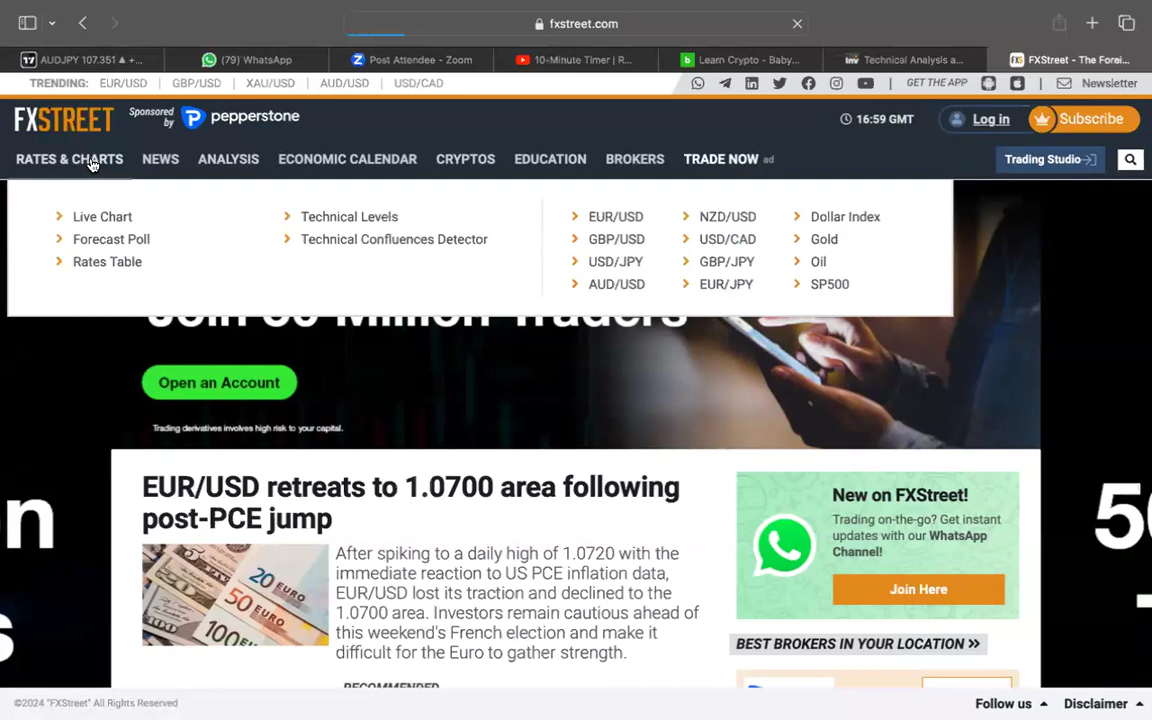 fxstreet.com
AUDJPY 107.351 ▲ +...
(79) WhatsApp
Post Attendee - Zoom
10-Minute Timer | R...
Learn Crypto - Baby...
Technical Analysis a...
FXStreet - The Forei...
TRENDING: EUR/USD GBP/USD XAU/USD AUD/USD USD/CAD
GET THE APP
Newsletter
FXSTREET
Sponsored by
pepperstone
16:59 GMT
Log in
Subscribe
RATES & CHARTS NEWS ANALYSIS ECONOMIC CALENDAR CRYPTOS EDUCATION BROKERS TRADE NOW ad
Trading Studio
Live Chart
Forecast Poll
Rates Table
Technical Levels
Technical Confluences Detector
EUR/USD
GBP/USD
USD/JPY
AUD/USD
NZD/USD
USD/CAD
GBP/JPY
EUR/JPY
Dollar Index
Gold
Oil
SP500
Open an Account
Trading derivatives involves high risk to your capital.
EUR/USD retreats to 1.0700 area following
post-PCE jump
After spiking to a daily high of 1.0720 with the
immediate reaction to US PCE inflation data,
EUR/USD lost its traction and declined to the
1.0700 area. Investors remain cautious ahead of
this weekend's French election and make it
difficult for the Euro to gather strength.
RECOMMENDED
New on FXStreet!
Trading on-the-go? Get instant
updates with our WhatsApp
Channel!
Join Here
BEST BROKERS IN YOUR LOCATION >>
©2024 "FXStreet" All Rights Reserved
Follow us
Disclaimer